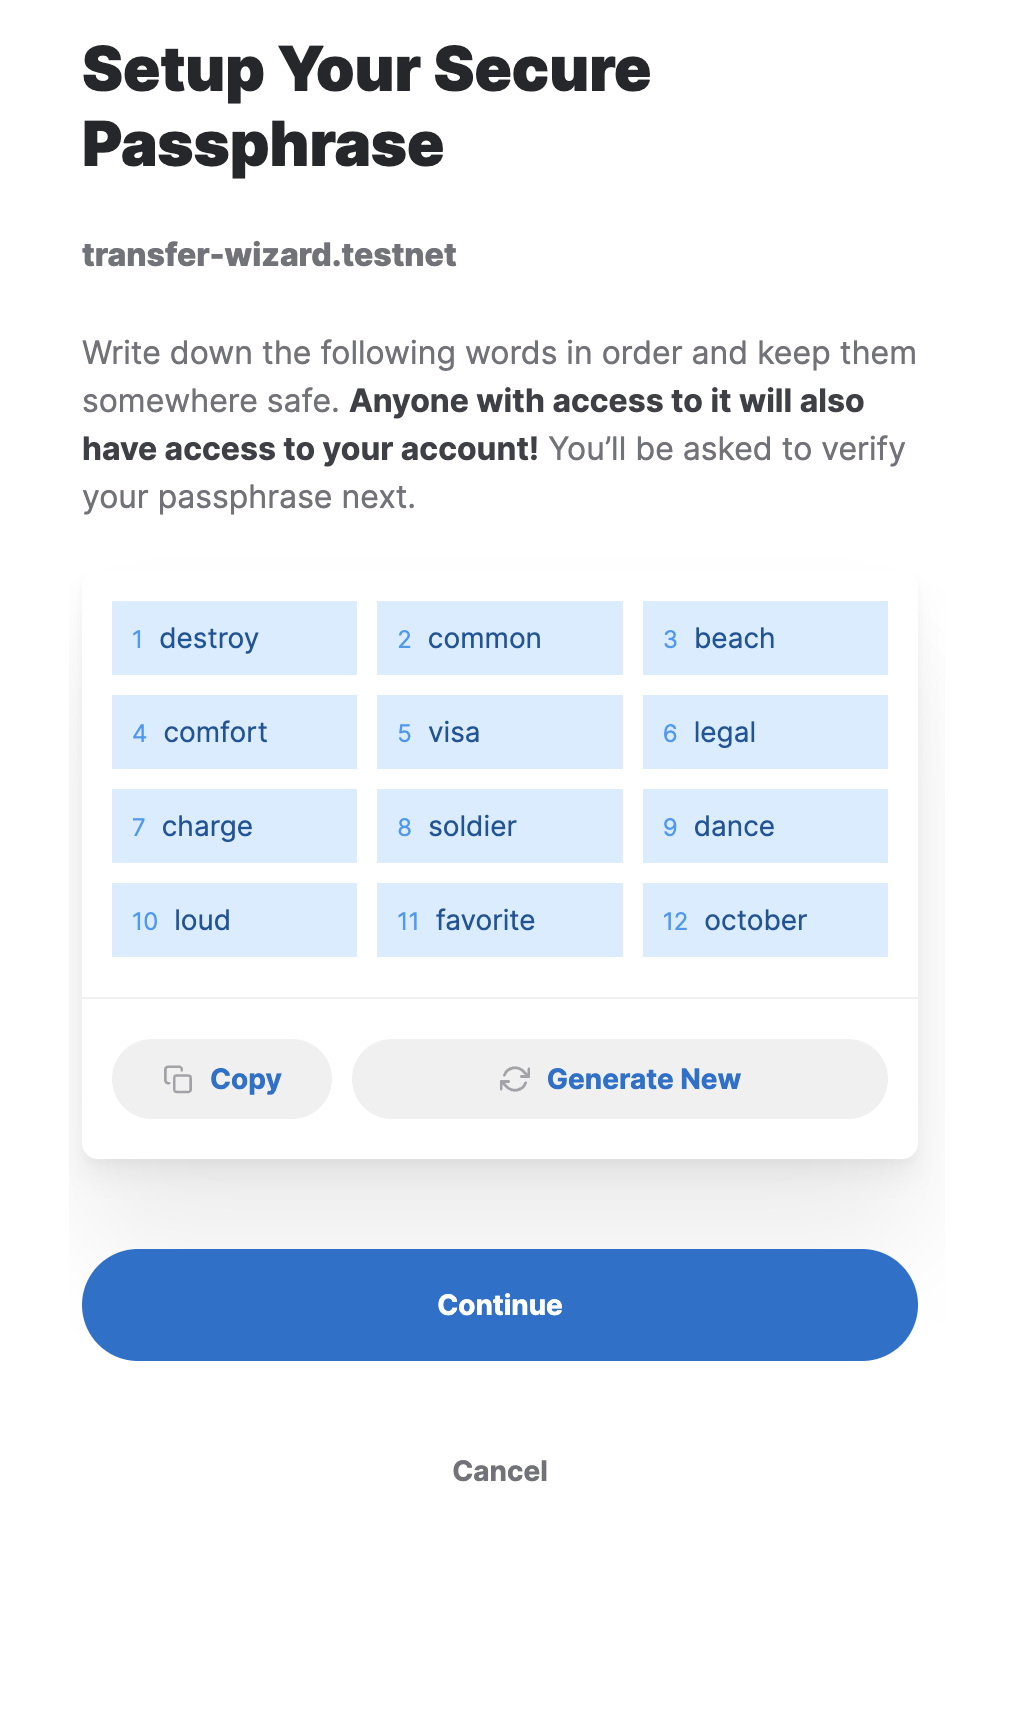 Setup Your Secure
Passphrase
transfer-wizard.testnet
Write down the following words in order and keep them
somewhere safe. Anyone with access to it will also
have access to your account! You’ll be asked to verify
your passphrase next.
1 destroy 2 common 3 beach
4 comfort 5 visa 6 legal
7 charge 8 soldier 9 dance
10 loud 11 favorite 12 october
Copy Generate New
Continue
Cancel